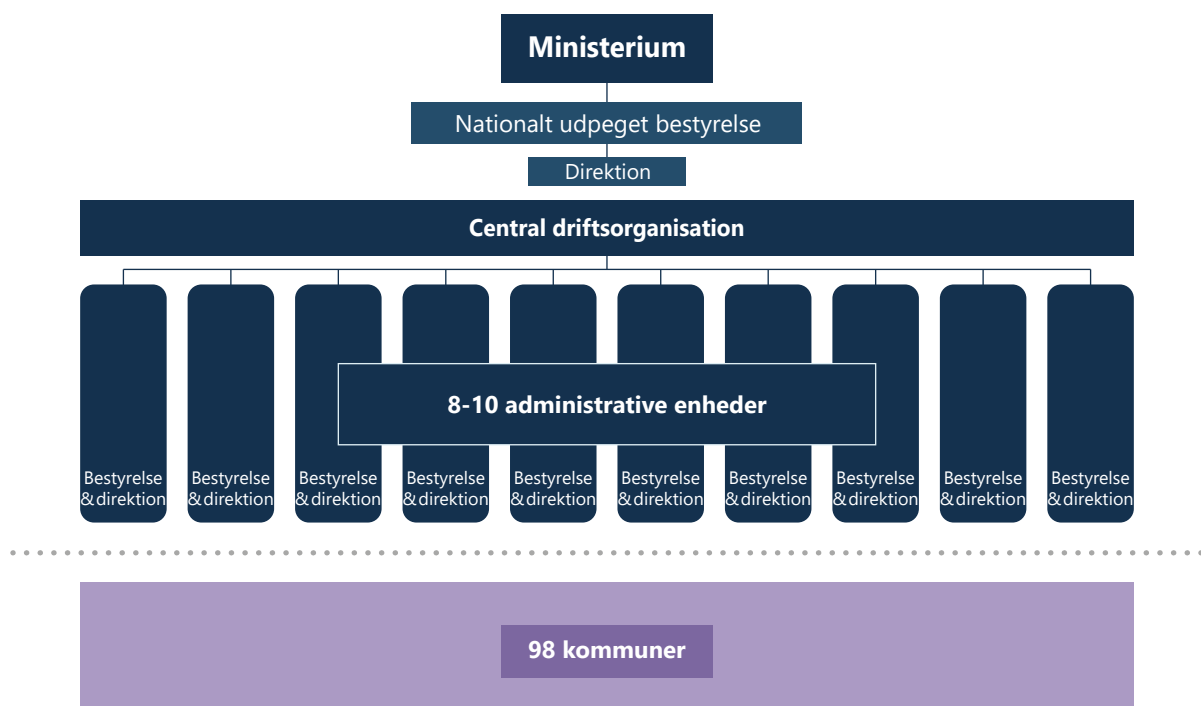 Ministerium
Nationalt udpeget bestyrelse
Direktion
Central driftsorganisation
8-10 administrative enheder
Bestyrelse
& direktion
Bestyrelse
& direktion
Bestyrelse
& direktion
Bestyrelse
& direktion
Bestyrelse
& direktion
Bestyrelse
& direktion
Bestyrelse
& direktion
Bestyrelse
& direktion
Bestyrelse
& direktion
Bestyrelse
& direktion
98 kommuner